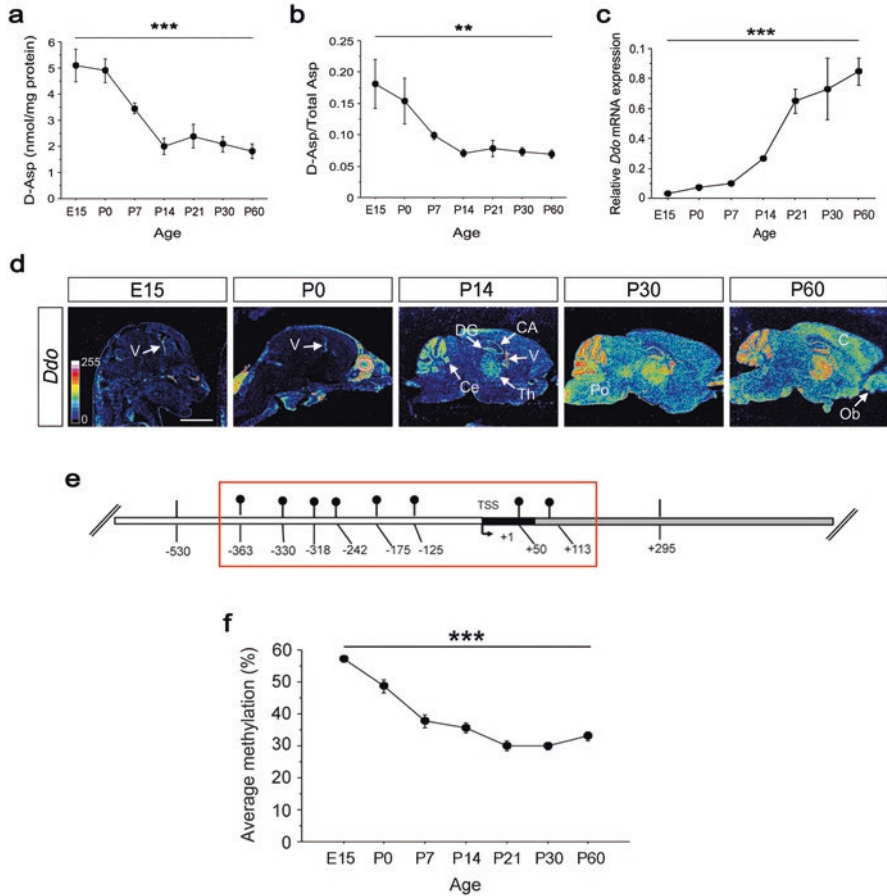 a
***
D-Asp (nmol/mg protein)
6
5
4
3
2
1
0
E15 P0 P7 P14 P21 P30 P60
Age
b
**
D-Asp/Total Asp
0.25
0.20
0.15
0.10
0.05
0
E15 P0 P7 P14 P21 P30 P60
Age
c
***
Relative Ddo mRNA expression
1
0.8
0.6
0.4
0.2
0
E15 P0 P7 P14 P21 P30 P60
Age
d
E15 P0 P14 P30 P60
Ddo
255
0
V
V
DG CA
V
Ce
Th
Po
C
Ob
e
TSS
+1
-530 -363 -330 -318 -242 -175 -125 +50 +113 +295
f
***
Average methylation (%)
60
50
40
30
20
10
0
E15 P0 P7 P14 P21 P30 P60
Age